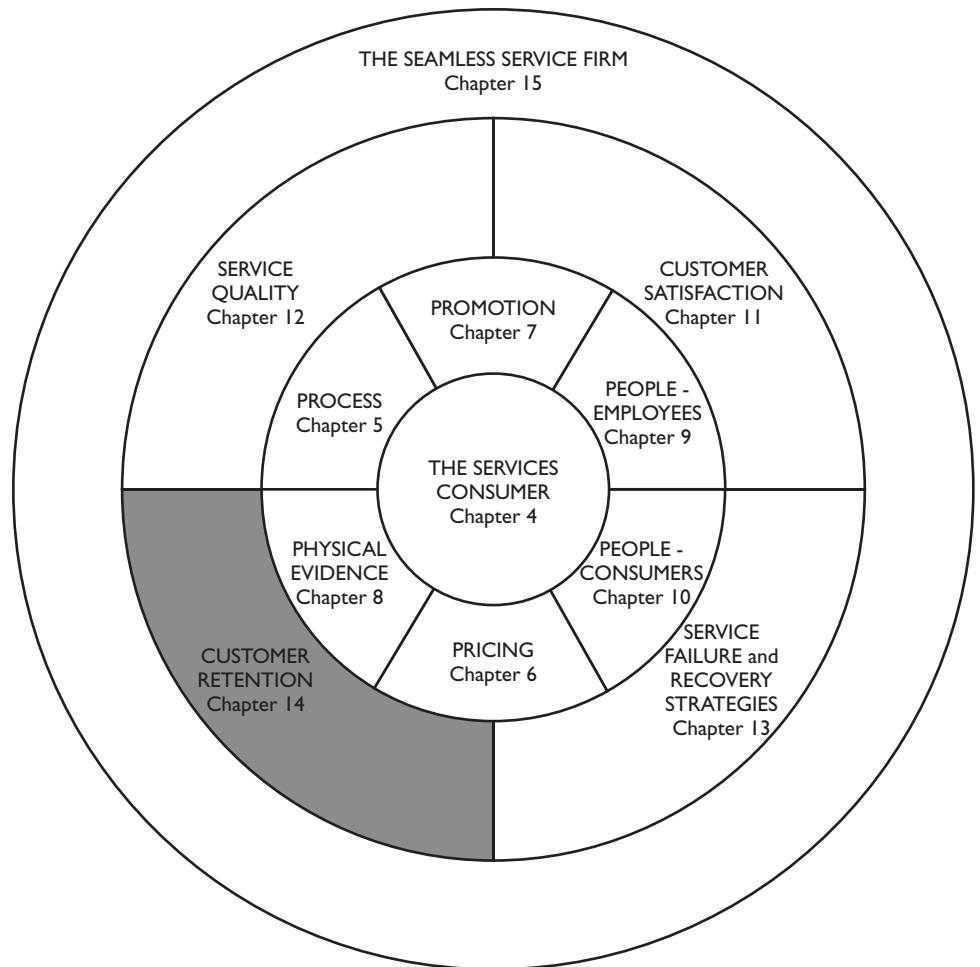 THE SEAMLESS SERVICE FIRM
Chapter 15
SERVICE
QUALITY
Chapter 12
CUSTOMER
SATISFACTION
Chapter 11
PROMOTION
Chapter 7
PROCESS
Chapter 5
PEOPLE -
EMPLOYEES
Chapter 9
THE SERVICES
CONSUMER
Chapter 4
PHYSICAL
EVIDENCE
Chapter 8
PEOPLE -
CONSUMERS
Chapter 10
PRICING
Chapter 6
CUSTOMER
RETENTION
Chapter 14
SERVICE
FAILURE and
RECOVERY
STRATEGIES
Chapter 13